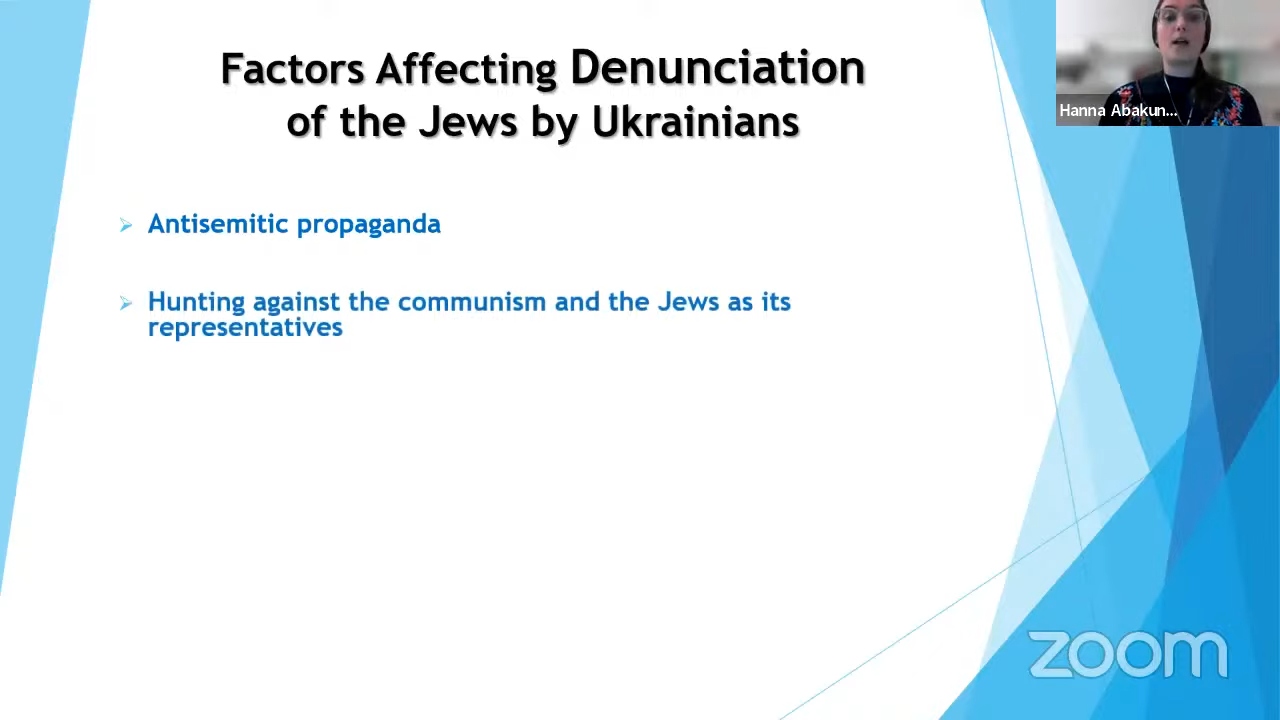 Factors Affecting Denunciation
of the Jews by Ukrainians
Hanna Abakun...
Antisemitic propaganda
Hunting against the communism and the Jews as its
representatives
zoom